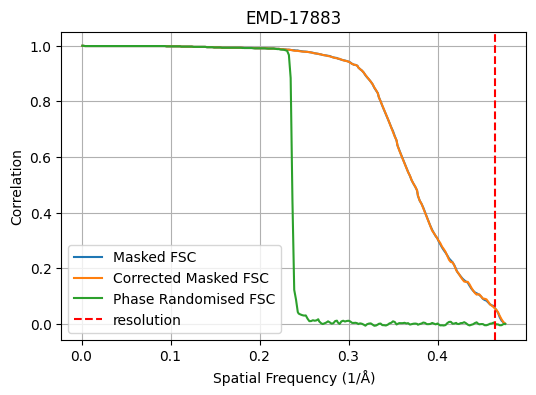 EMD-17883
Correlation
1.0
0.8
0.6
0.4
0.2
0.0
Masked FSC
Corrected Masked FSC
Phase Randomised FSC
resolution
0.0 0.1 0.2 0.3 0.4
Spatial Frequency (1/Å)